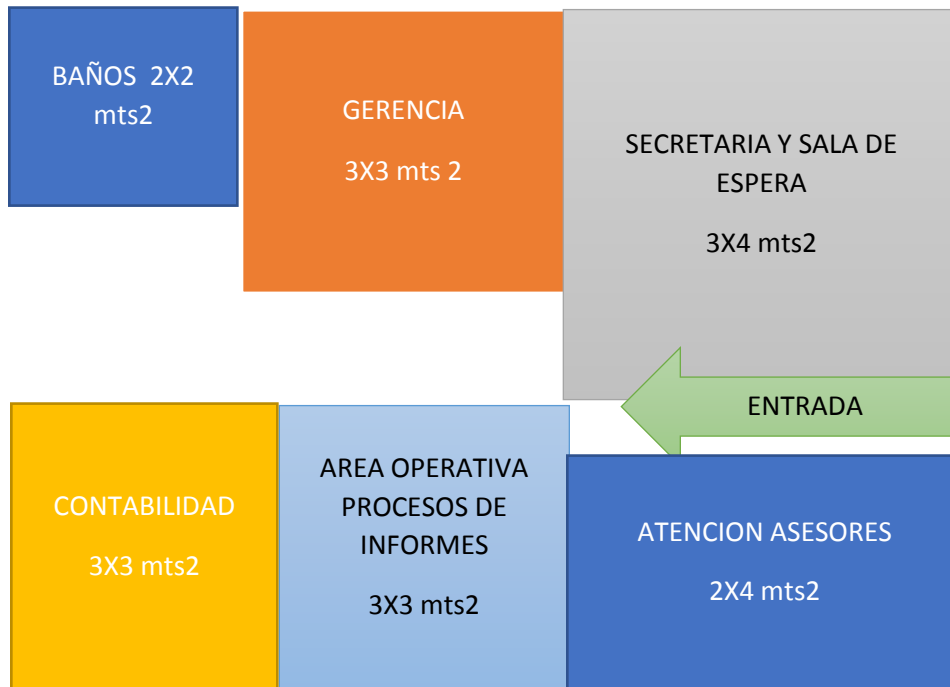 BAÑOS  2X2
mts2
GERENCIA
3X3 mts 2
SECRETARIA Y SALA DE
ESPERA
3X4 mts2
ENTRADA
CONTABILIDAD
3X3 mts2
AREA OPERATIVA
PROCESOS DE
INFORMES
3X3 mts2
ATENCION ASESORES
2X4 mts2